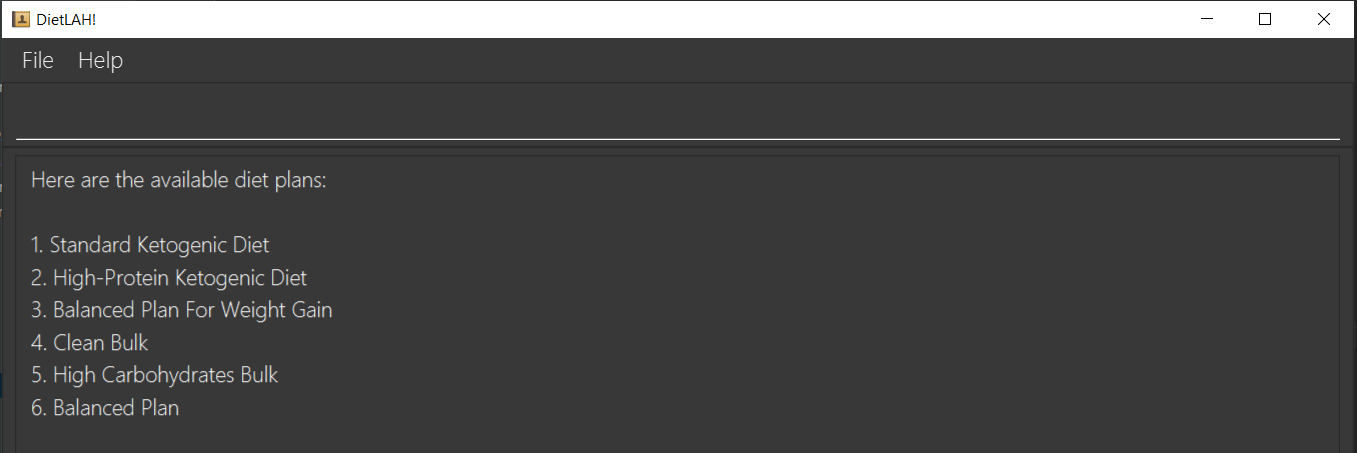 DietLAH!
File Help
Here are the available diet plans:
1. Standard Ketogenic Diet
2. High-Protein Ketogenic Diet
3. Balanced Plan For Weight Gain
4. Clean Bulk
5. High Carbohydrates Bulk
6. Balanced Plan